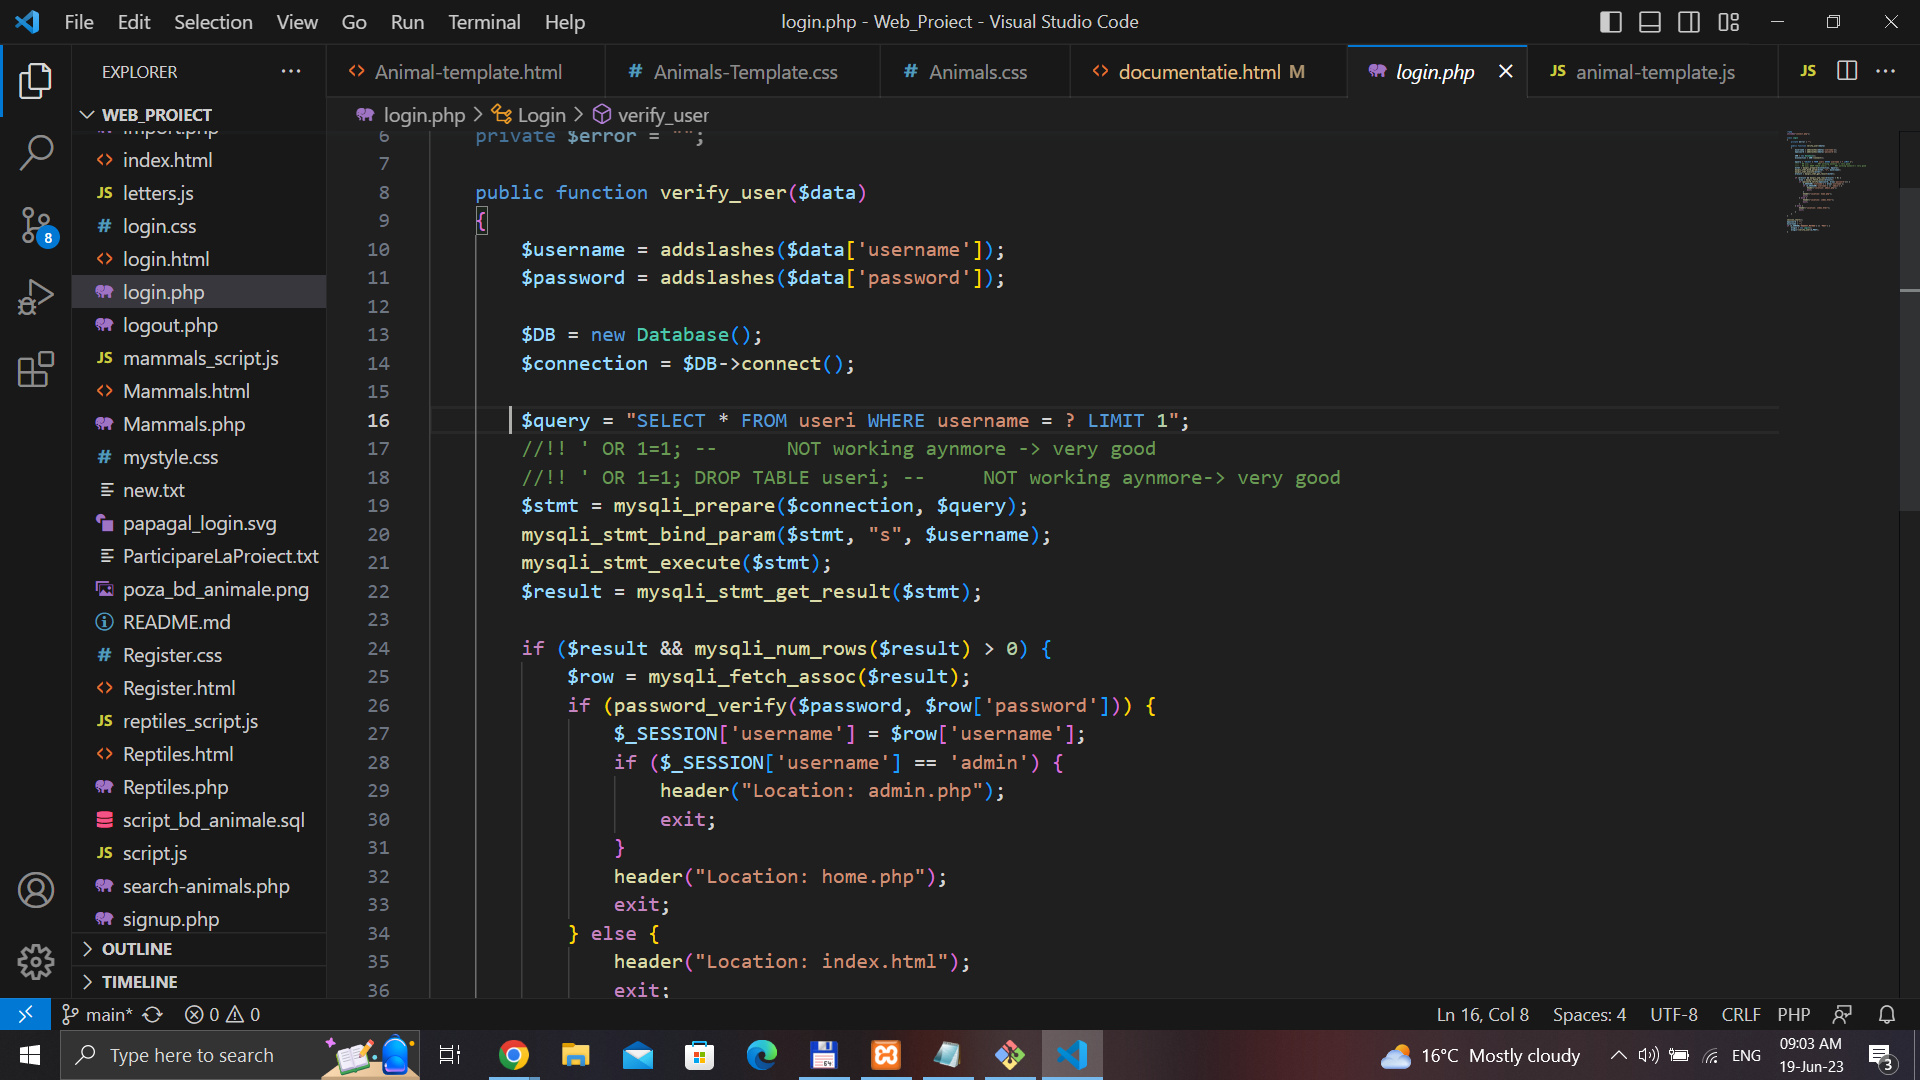 File Edit Selection View Go Run Terminal Help
login.php - Web_Proiect - Visual Studio Code
EXPLORER
Animal-template.html
Animals-Template.css
Animals.css
documentatie.html M
login.php
animal-template.js
JS
WEB_PROIECT
login.php > Login > verify_user
import.php
index.html
letters.js
login.css
login.html
login.php
logout.php
mammals_script.js
Mammals.html
Mammals.php
mystyle.css
new.txt
papagal_login.svg
ParticipareLaProiect.txt
poza_bd_animale.png
README.md
Register.css
Register.html
reptiles_script.js
Reptiles.html
Reptiles.php
script_bd_animale.sql
script.js
search-animals.php
signup.php
OUTLINE
TIMELINE
8
6 private $error = "";
7
8 public function verify_user($data)
9 {
10 $username = addslashes($data['username']);
11 $password = addslashes($data['password']);
12
13 $DB = new Database();
14 $connection = $DB->connect();
15
16 $query = "SELECT * FROM useri WHERE username = ? LIMIT 1";
17 //!! ' OR 1=1; -- NOT working aynmore -> very good
18 //!! ' OR 1=1; DROP TABLE useri; -- NOT working aynmore-> very good
19 $stmt = mysqli_prepare($connection, $query);
20 mysqli_stmt_bind_param($stmt, "s", $username);
21 mysqli_stmt_execute($stmt);
22 $result = mysqli_stmt_get_result($stmt);
23
24 if ($result && mysqli_num_rows($result) > 0) {
25 $row = mysqli_fetch_assoc($result);
26 if (password_verify($password, $row['password'])) {
27 $_SESSION['username'] = $row['username'];
28 if ($_SESSION['username'] == 'admin') {
29 header("Location: admin.php");
30 exit;
31 }
32 header("Location: home.php");
33 exit;
34 } else {
35 header("Location: index.html");
36 exit;
main* 0 0
Ln 16, Col 8 Spaces: 4 UTF-8 CRLF PHP
Type here to search
16°C Mostly cloudy
ENG
09:03 AM
19-Jun-23
3